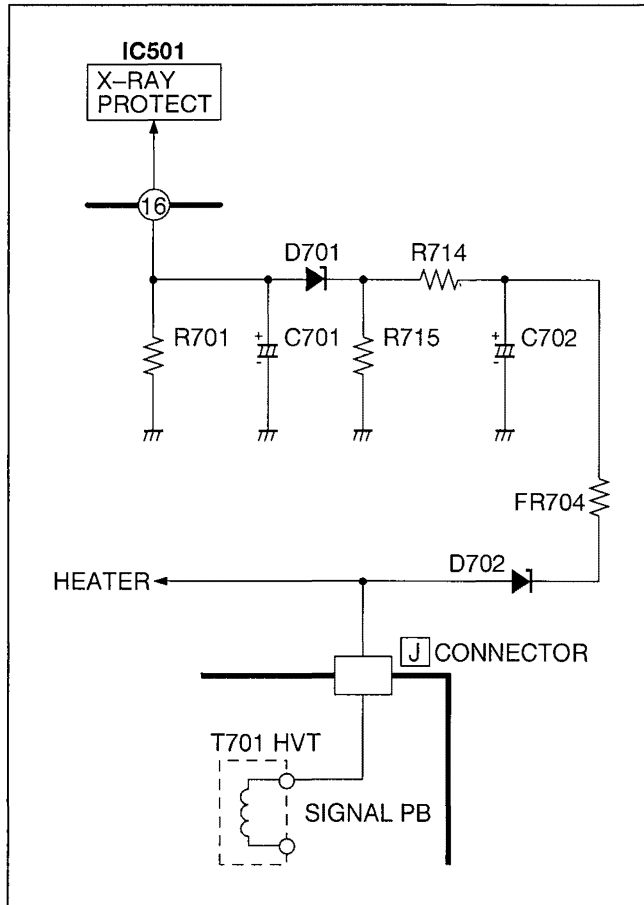 IC501
X–RAY
PROTECT
16
D701
R714
R701
C701
R715
C702
+
-
+
-
FR704
D702
HEATER
J CONNECTOR
T701 HVT
SIGNAL PB